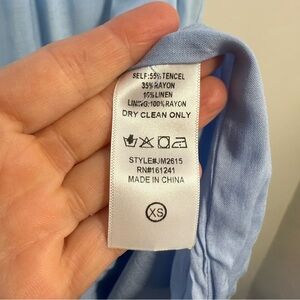 SELF:55%TENCEL
35%RAYON
10%LINEN
LINING:100%RAYON
DRY CLEAN ONLY
STYLE#JM2615
RN#161241
MADE IN CHINA
XS